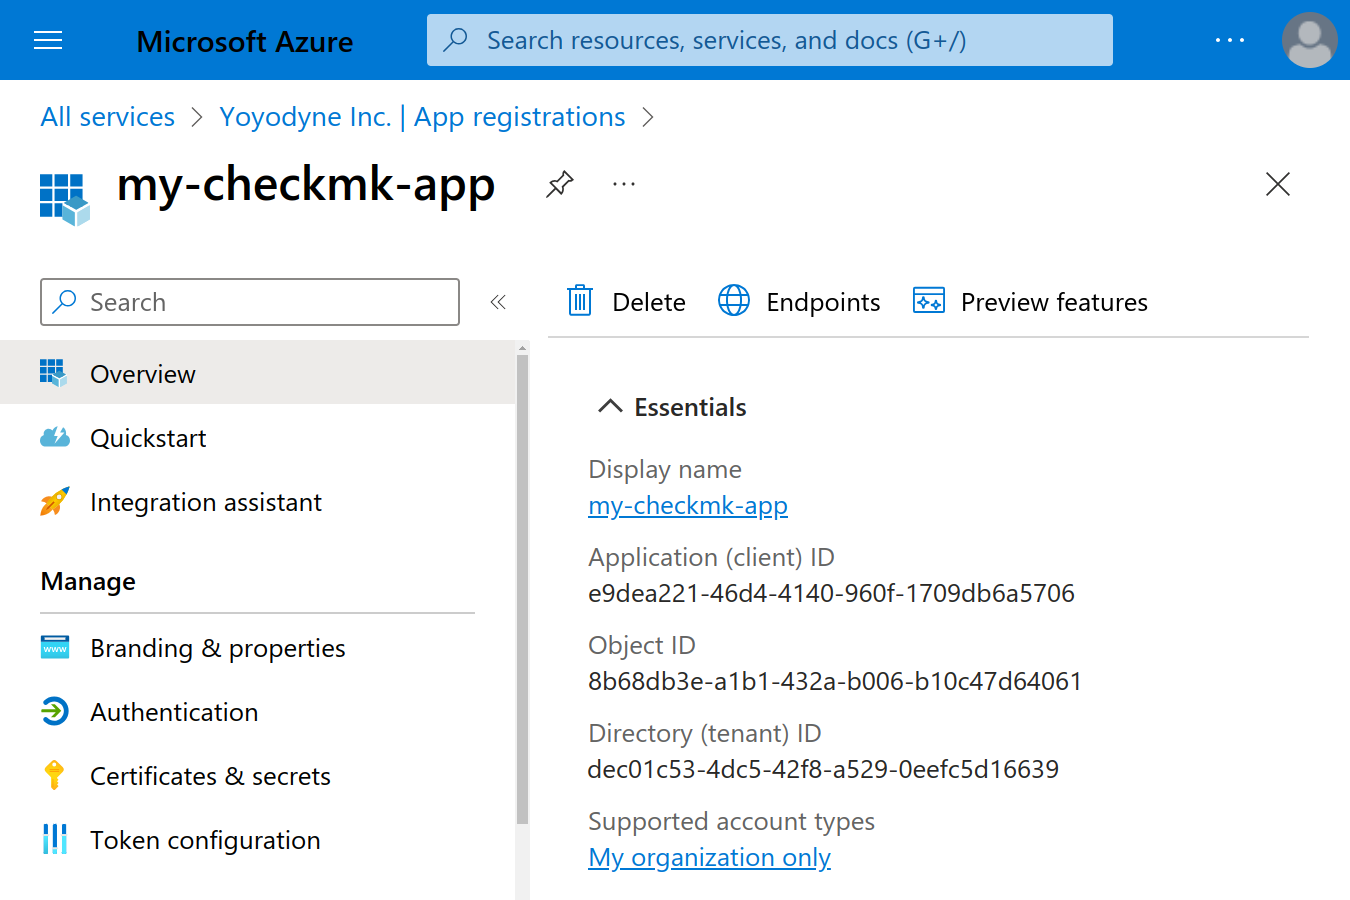 Microsoft Azure
Search resources, services, and docs (G+/)
All services > Yoyodyne Inc. | App registrations >
my-checkmk-app
Search
Delete
Endpoints
Preview features
Overview
Quickstart
Integration assistant
Manage
www
Branding & properties
Authentication
Certificates & secrets
Token configuration
Essentials
Display name
my-checkmk-app
Application (client) ID
e9dea221-46d4-4140-960f-1709db6a5706
Object ID
8b68db3e-a1b1-432a-b006-b10c47d64061
Directory (tenant) ID
dec01c53-4dc5-42f8-a529-0eefc5d16639
Supported account types
My organization only